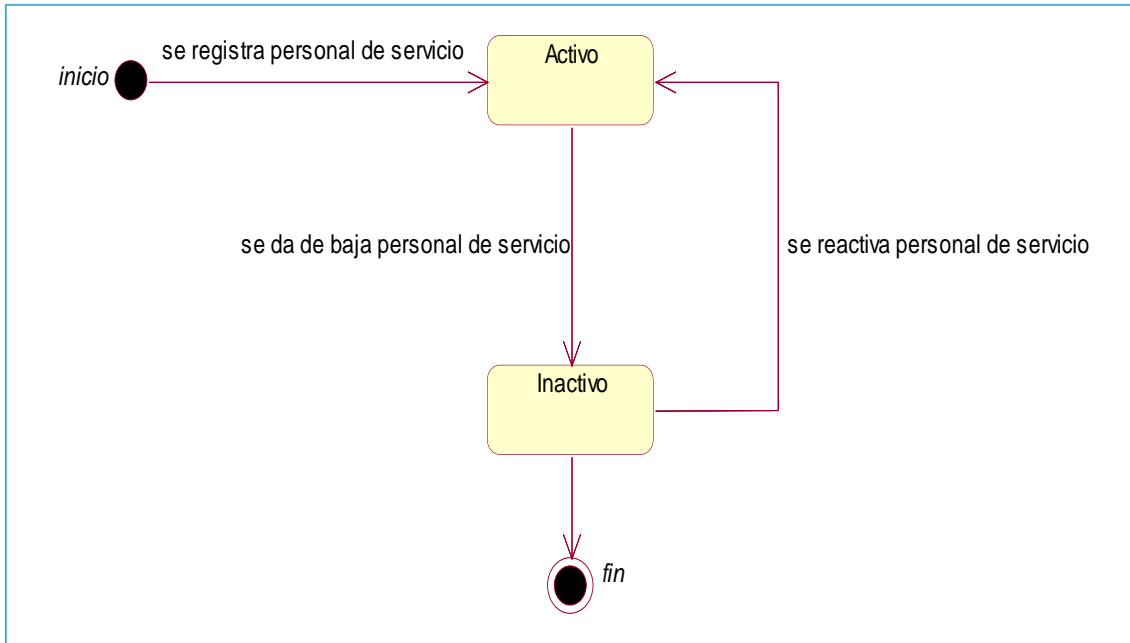 se registra personal de servicio
Activo
inicio
se da de baja personal de servicio
se reactiva personal de servicio
Inactivo
fin